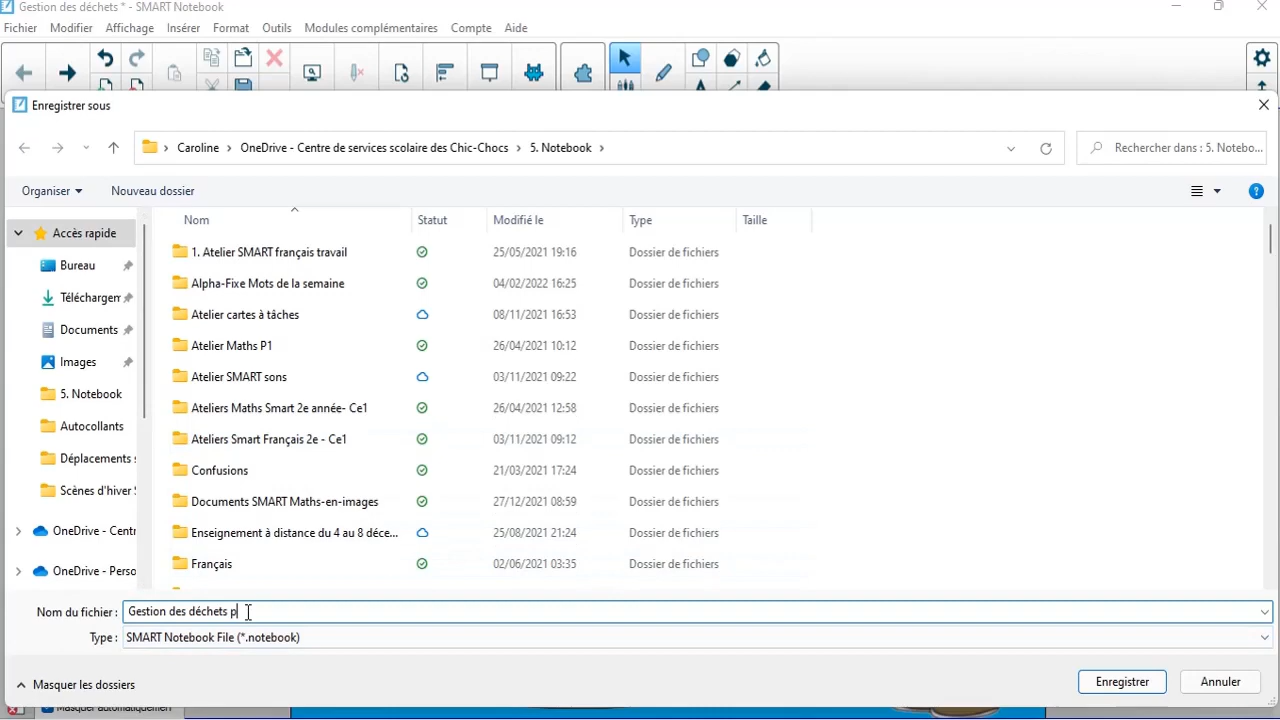 Gestion des déchets * - SMART Notebook
Fichier Modifier Affichage Insérer Format Outils Modules complémentaires Compte Aide
Enregistrer sous
Caroline OneDrive - Centre de services scolaire des Chic-Chocs 5. Notebook Rechercher dans : 5. Notebo...
Organiser Nouveau dossier
Nom Statut Modifié le Type Taille
Accès rapide
Bureau
Téléchargem
Documents
Images
5. Notebook
Autocollants
Déplacements s
Scènes d'hiver S
OneDrive - Centr
OneDrive - Perso
1. Atelier SMART français travail 25/05/2021 19:16 Dossier de fichiers
Alpha-Fixe Mots de la semaine 04/02/2022 16:25 Dossier de fichiers
Atelier cartes à tâches 08/11/2021 16:53 Dossier de fichiers
Atelier Maths P1 26/04/2021 10:12 Dossier de fichiers
Atelier SMART sons 03/11/2021 09:22 Dossier de fichiers
Ateliers Maths Smart 2e année- Ce1 26/04/2021 12:58 Dossier de fichiers
Ateliers Smart Français 2e - Ce1 03/11/2021 09:12 Dossier de fichiers
Confusions 21/03/2021 17:24 Dossier de fichiers
Documents SMART Maths-en-images 27/12/2021 08:59 Dossier de fichiers
Enseignement à distance du 4 au 8 déce... 25/08/2021 21:24 Dossier de fichiers
Français 02/06/2021 03:35 Dossier de fichiers
Nom du fichier : Gestion des déchets p
Type : SMART Notebook File (*.notebook)
Masquer les dossiers Enregistrer Annuler
Masquer automatiquement